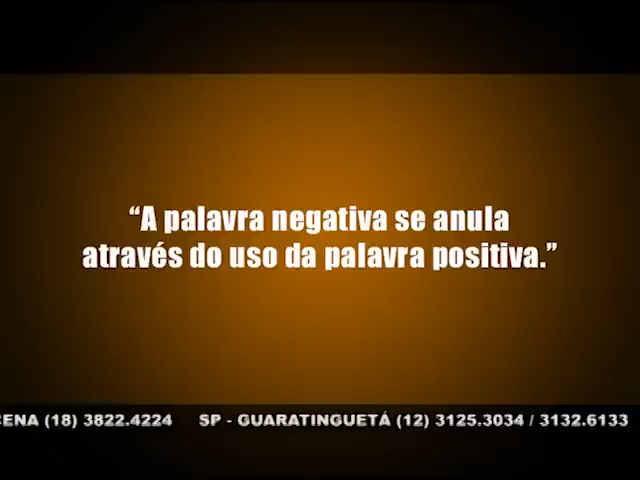 “A palavra negativa se anula
através do uso da palavra positiva.”
CENA (18) 3822.4224 SP - GUARATINGUETÁ (12) 3125.3034 / 3132.6133